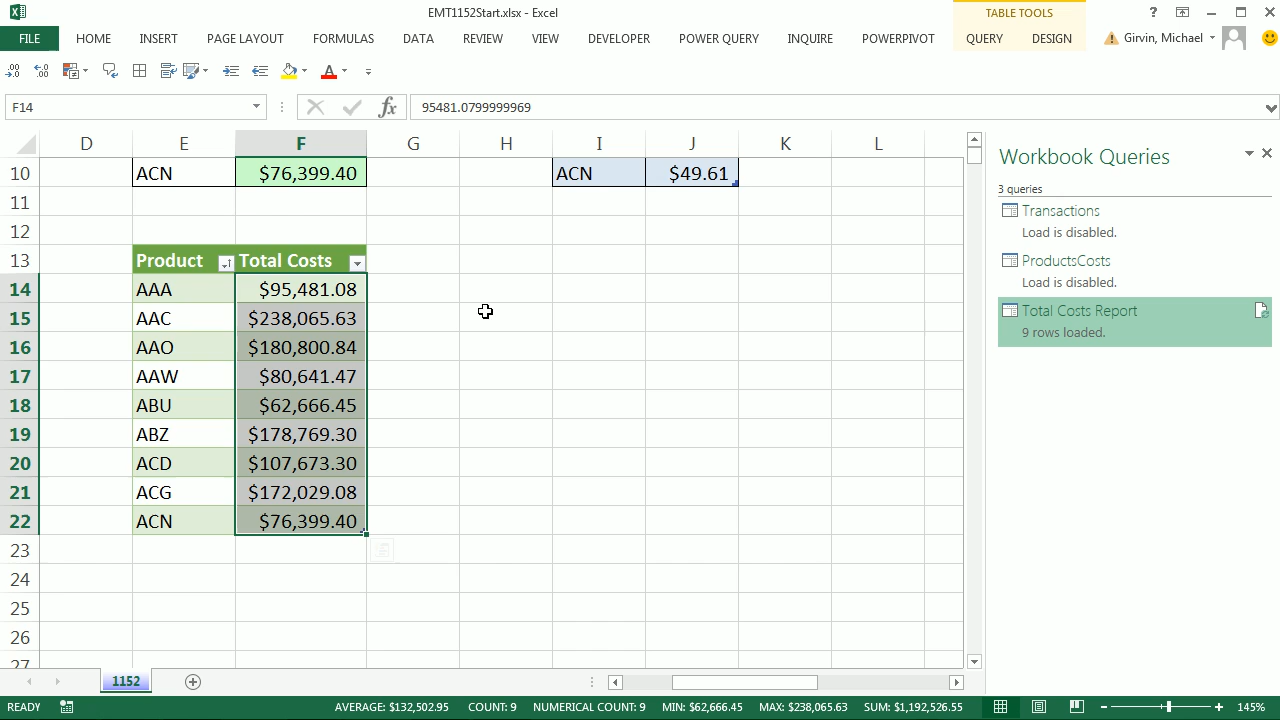 EMT1152Start.xlsx - Excel
TABLE TOOLS
?
FILE HOME INSERT PAGE LAYOUT FORMULAS DATA REVIEW VIEW DEVELOPER POWER QUERY INQUIRE POWERPIVOT QUERY DESIGN Girvin, Michael
F14 fx 95481.0799999969
D E F G H I J K L
10 ACN $76,399.40 ACN $49.61
11
12
13 Product Total Costs
14 AAA $95,481.08
15 AAC $238,065.63
16 AAO $180,800.84
17 AAW $80,641.47
18 ABU $62,666.45
19 ABZ $178,769.30
20 ACD $107,673.30
21 ACG $172,029.08
22 ACN $76,399.40
23
24
25
26
27
Workbook Queries
3 queries
Transactions
Load is disabled.
ProductsCosts
Load is disabled.
Total Costs Report
9 rows loaded.
1152
READY AVERAGE: $132,502.95 COUNT: 9 NUMERICAL COUNT: 9 MIN: $62,666.45 MAX: $238,065.63 SUM: $1,192,526.55 145%